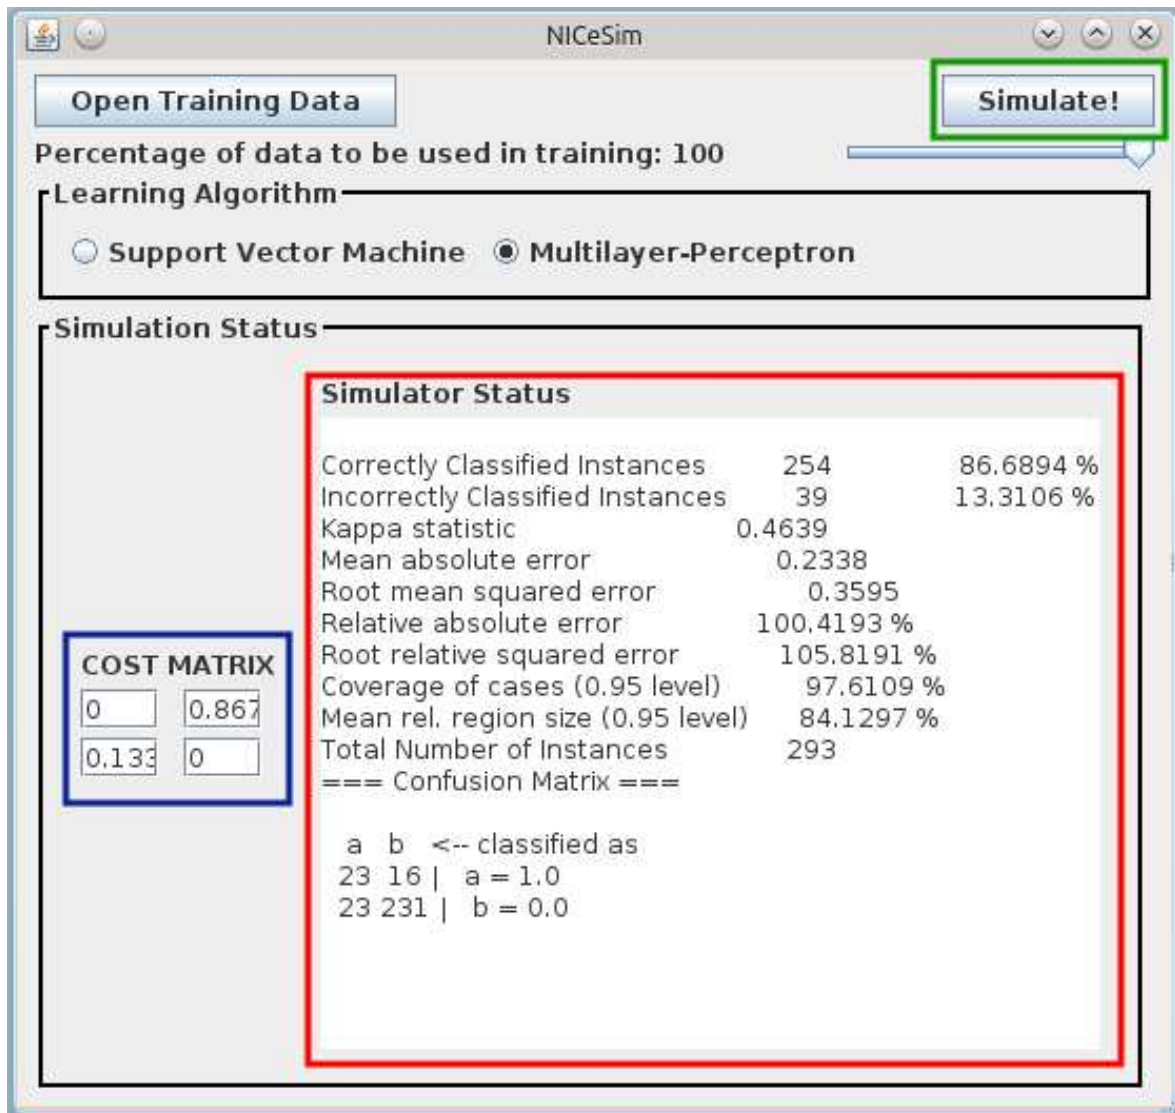 NICeSim
Open Training Data Simulate!
Percentage of data to be used in training: 100
Learning Algorithm
Support Vector Machine Multilayer-Perceptron
Simulation Status
Simulator Status
Correctly Classified Instances 254 86.6894 %
Incorrectly Classified Instances 39 13.3106 %
Kappa statistic 0.4639
Mean absolute error 0.2338
Root mean squared error 0.3595
Relative absolute error 100.4193 %
Root relative squared error 105.8191 %
Coverage of cases (0.95 level) 97.6109 %
Mean rel. region size (0.95 level) 84.1297 %
Total Number of Instances 293
=== Confusion Matrix ===
a b <-- classified as
23 16 | a = 1.0
23 231 | b = 0.0
COST MATRIX
0 0.867
0.133 0